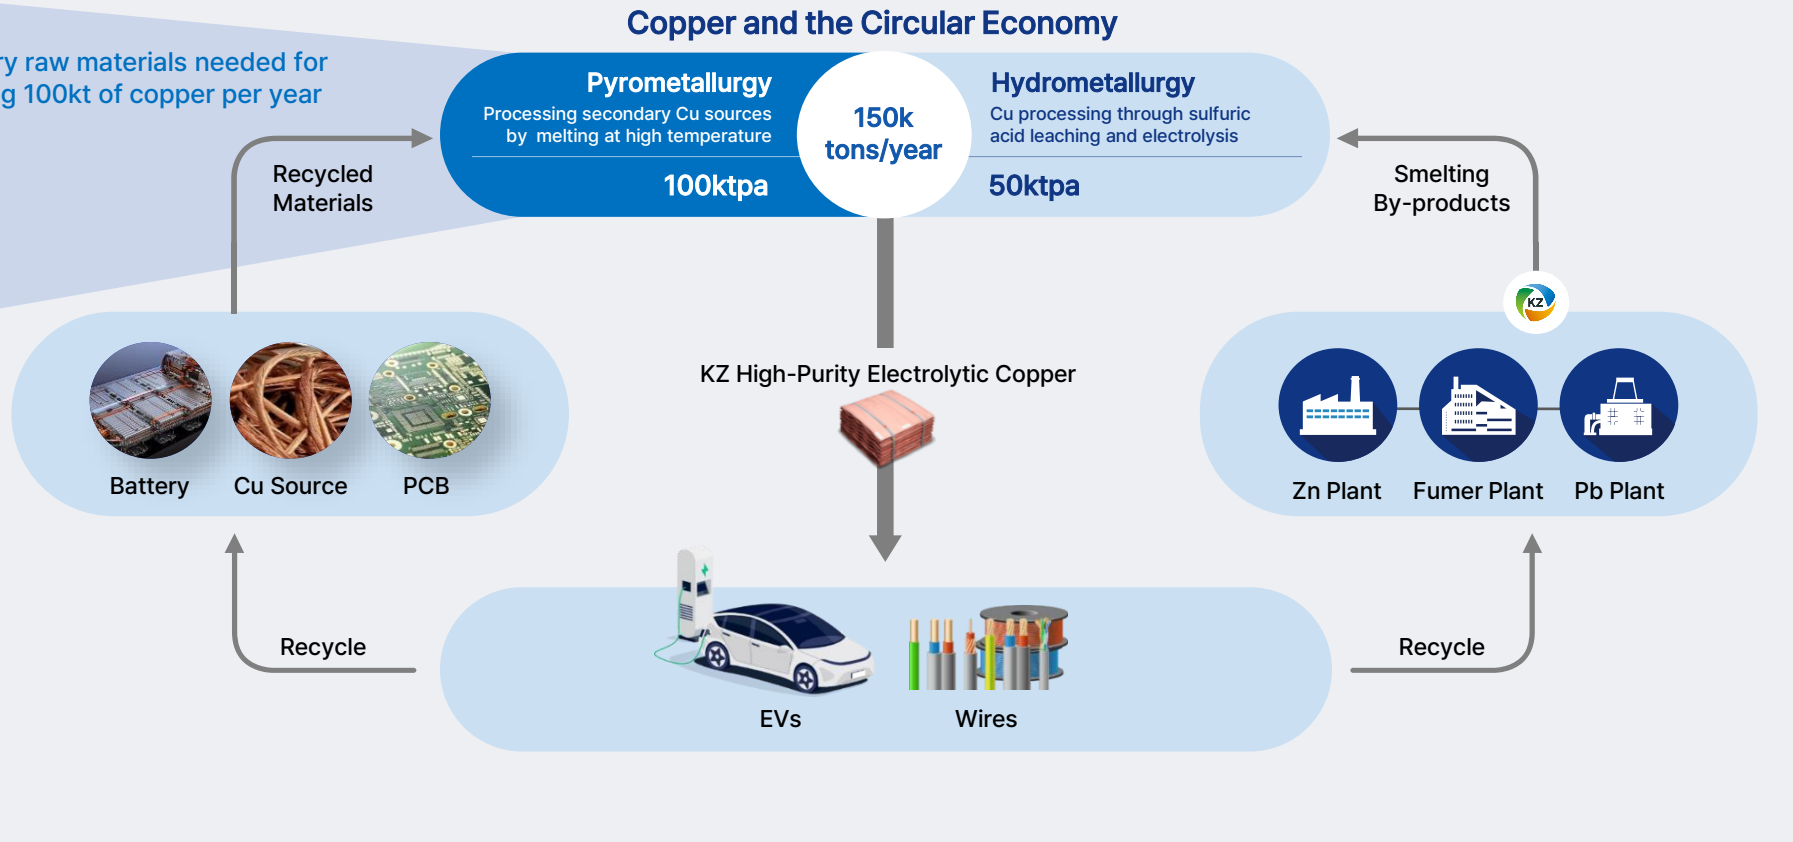 Copper and the Circular Economy
raw materials needed for
100kt of copper per year
Pyrometallurgy
Processing secondary Cu sources
by melting at high temperature
100ktpa
150k
tons/year
Hydrometallurgy
Cu processing through sulfuric
acid leaching and electrolysis
50ktpa
Recycled
Materials
Smelting
By-products
KZ
KZ High-Purity Electrolytic Copper
Battery
Cu Source
PCB
Zn Plant
Fumer Plant
Pb Plant
Recycle
Recycle
EVs
Wires